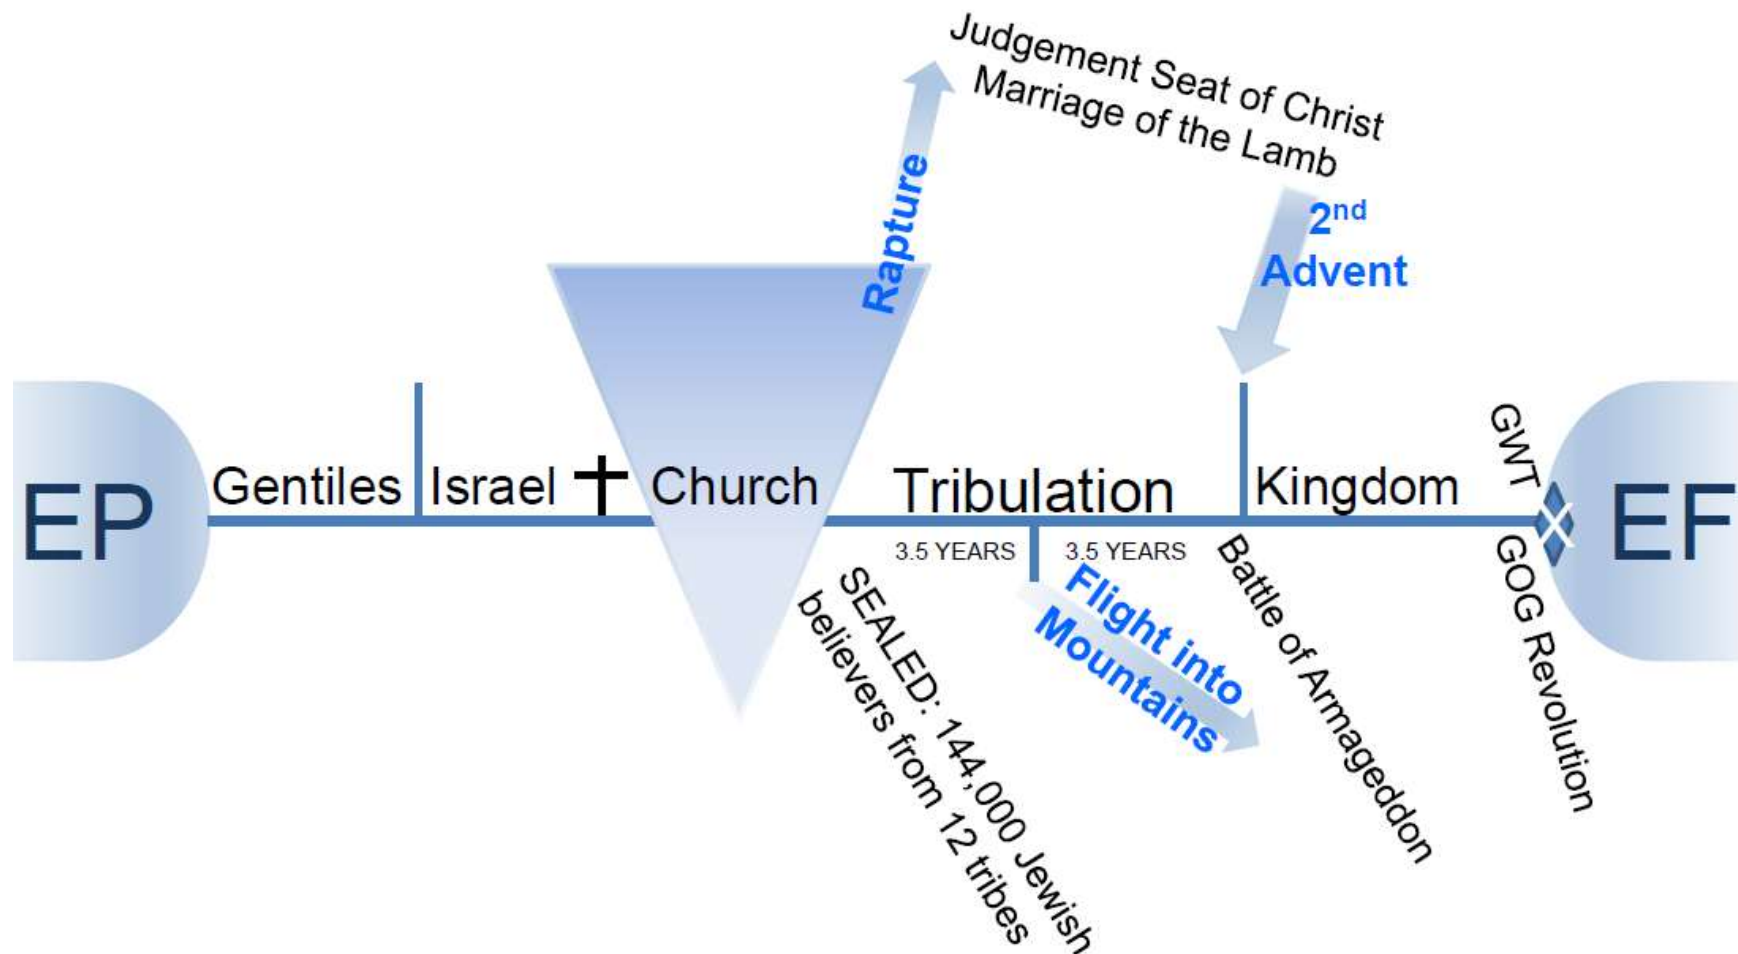 Judgement Seat of Christ
Marriage of the Lamb
Rapture
2nd
Advent
EP
Gentiles
Israel
Church
Tribulation
Kingdom
GWT
EF
3.5 YEARS
3.5 YEARS
SEALED: 144,000 Jewish
believers from 12 tribes
Flight into
Mountains
Battle of Armageddon
GOG Revolution